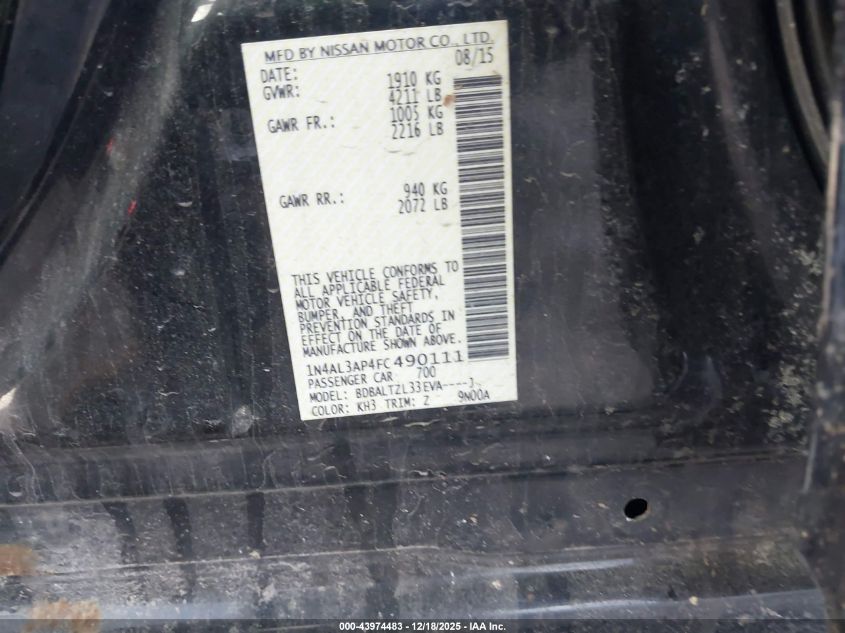 MFD BY NISSAN MOTOR CO., LTD.
DATE: 08/15
GVWR: 1910 KG
4211 LB
GAWR FR.: 1005 KG
2216 LB
GAWR RR.: 940 KG
2072 LB
THIS VEHICLE CONFORMS TO
ALL APPLICABLE FEDERAL
MOTOR VEHICLE SAFETY,
BUMPER, AND THEFT
PREVENTION STANDARDS IN
EFFECT ON THE DATE OF
MANUFACTURE SHOWN ABOVE.
1N4AL3AP4FC490111
PASSENGER CAR 700
MODEL: BDBALTZL33EVA----J
COLOR: KH3 TRIM: Z 9N00A
000-43974483 - 12/18/2025 - IAA Inc.